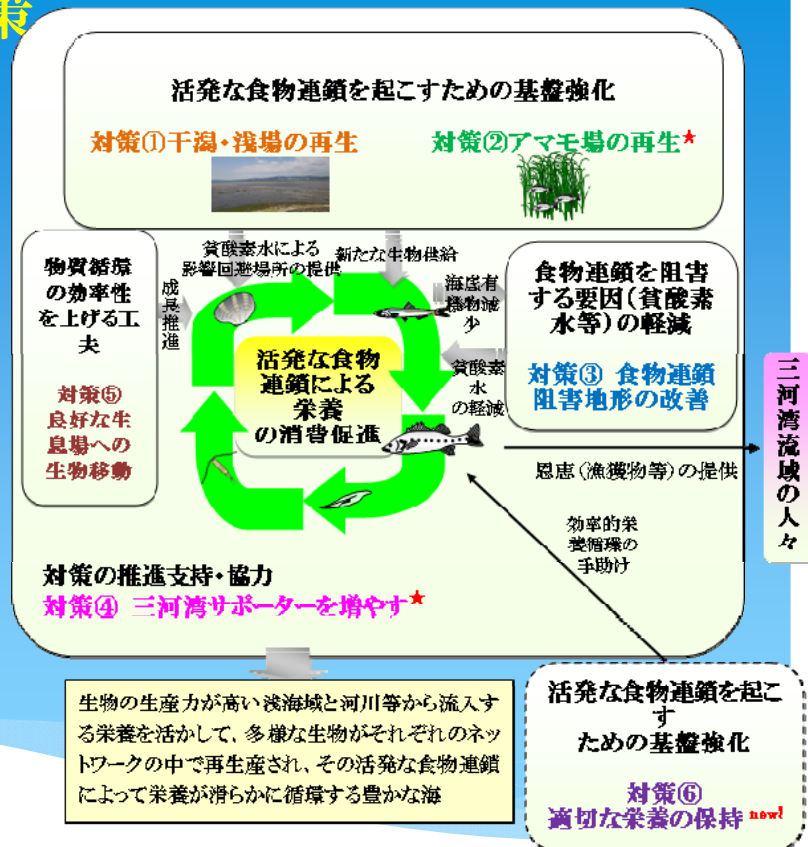 策
活発な食物連鎖を起こすための基盤強化
対策①干潟・浅場の再生
対策②アマモ場の再生★
物質循環
の効率性
を上げる工
夫
対策⑤
良好な生
息場への
生物移動
成長推進
貧酸素水による
影響回避場所の提供
新たな生物供給
海底有
機物減
少
貧酸素
水
の軽減
食物連鎖を阻害
する要因(貧酸素
水等)の軽減
対策③ 食物連鎖
阻害地形の改善
活発な食物
連鎖による
栄養
の消費促進
三河湾流域の人々
恩恵(漁獲物等)の提供
効率的栄
養循環の
手助け
対策の推進支持・協力
対策④ 三河湾サポーターを増やす★
生物の生産力が高い浅海域と河川等から流入す
る栄養を活かして、多様な生物がそれぞれのネッ
トワークの中で再生産され、その活発な食物連鎖
によって栄養が滑らかに循環する豊かな海
活発な食物連鎖を起こ
す
ための基盤強化
対策⑥
適切な栄養の保持 new!